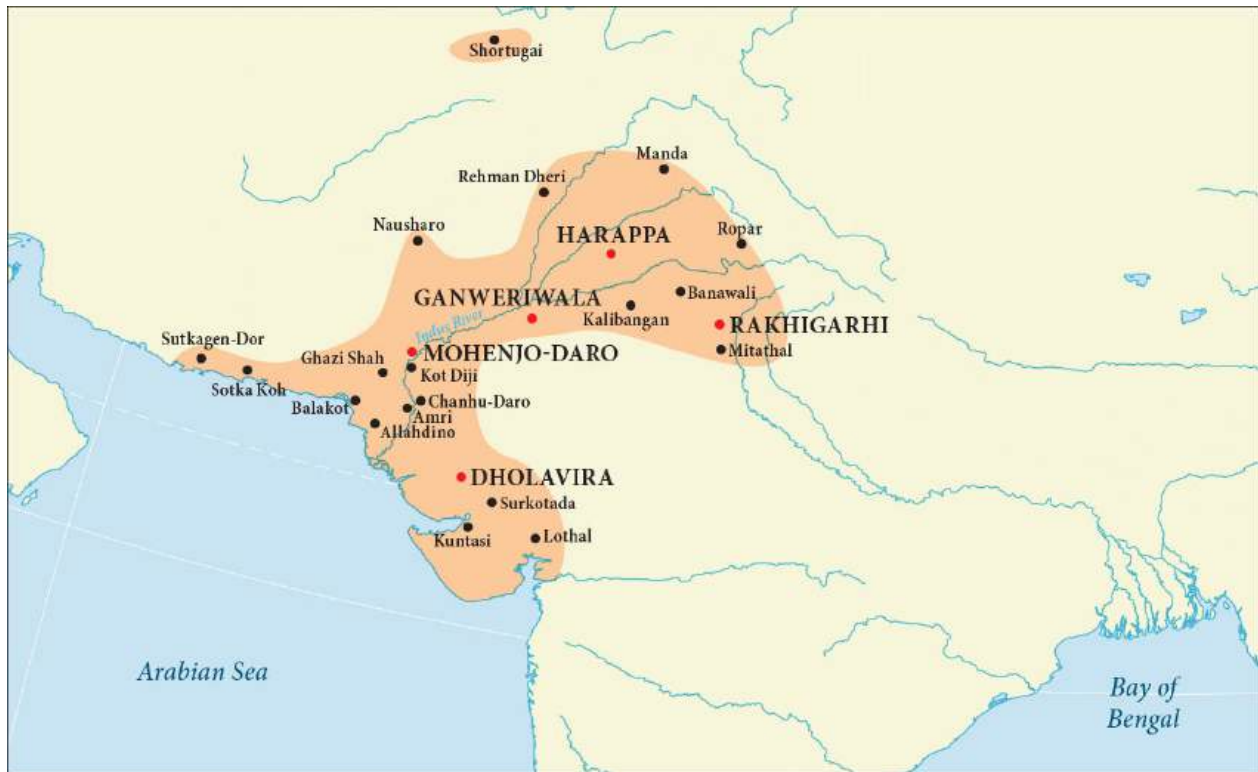 Shortugai
Manda
Rehman Dheri
Nausharo
Ropar
HARAPPA
GANWERIWALA
Banawali
Kalibangan
Indus River
RAKHIGARHI
Sutkagen-Dor
Ghazi Shah
MOHENJO-DARO
Mitathal
Kot Diji
Sotka Koh
Balakot
Chanhu-Daro
Amri
Allahdino
DHOLAVIRA
Surkotada
Kuntasi
Lothal
Arabian Sea
Bay of
Bengal